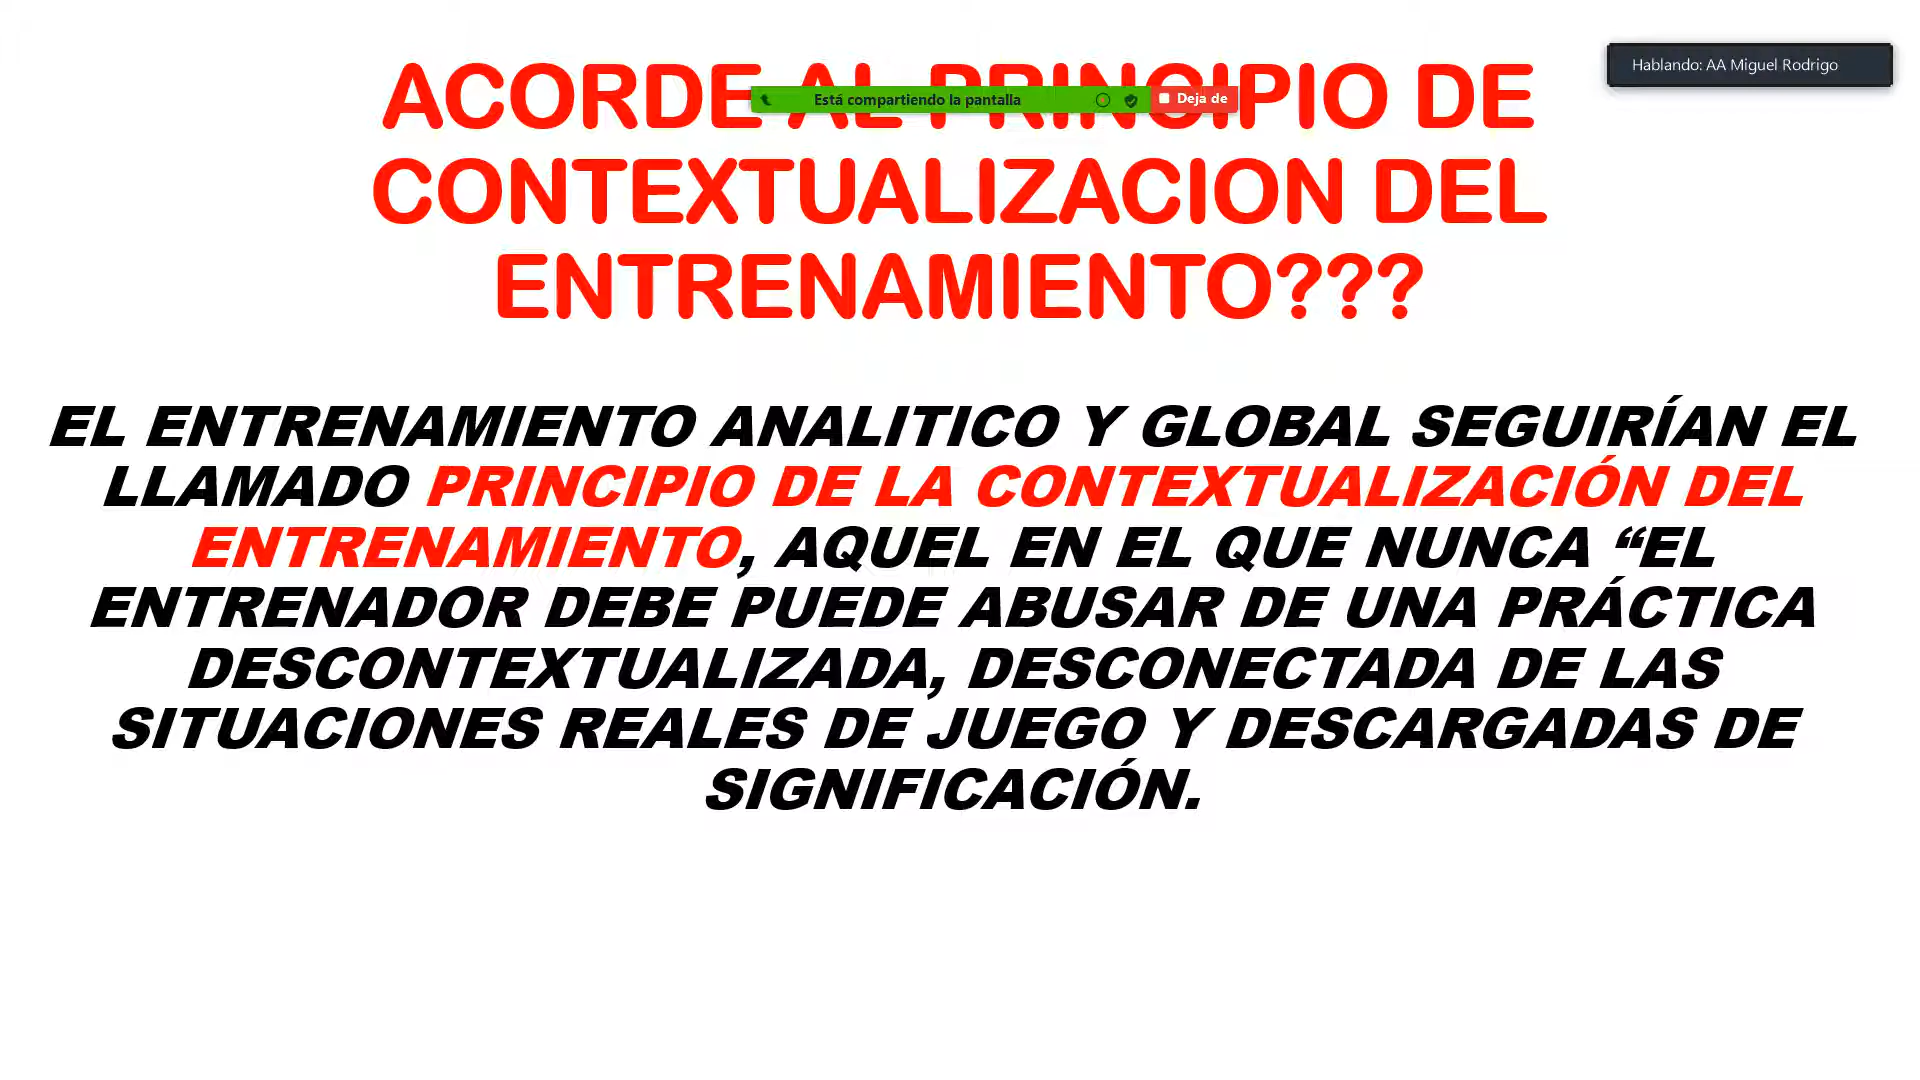 Hablando: AA Miguel Rodrigo
ACORDE AL PRINCIPIO DE
Está compartiendo la pantalla
Deja de
CONTEXTUALIZACION DEL
ENTRENAMIENTO???
EL ENTRENAMIENTO ANALITICO Y GLOBAL SEGUIRÍAN EL
LLAMADO PRINCIPIO DE LA CONTEXTUALIZACIÓN DEL
ENTRENAMIENTO, AQUEL EN EL QUE NUNCA “EL
ENTRENADOR DEBE PUEDE ABUSAR DE UNA PRÁCTICA
DESCONTEXTUALIZADA, DESCONECTADA DE LAS
SITUACIONES REALES DE JUEGO Y DESCARGADAS DE
SIGNIFICACIÓN.